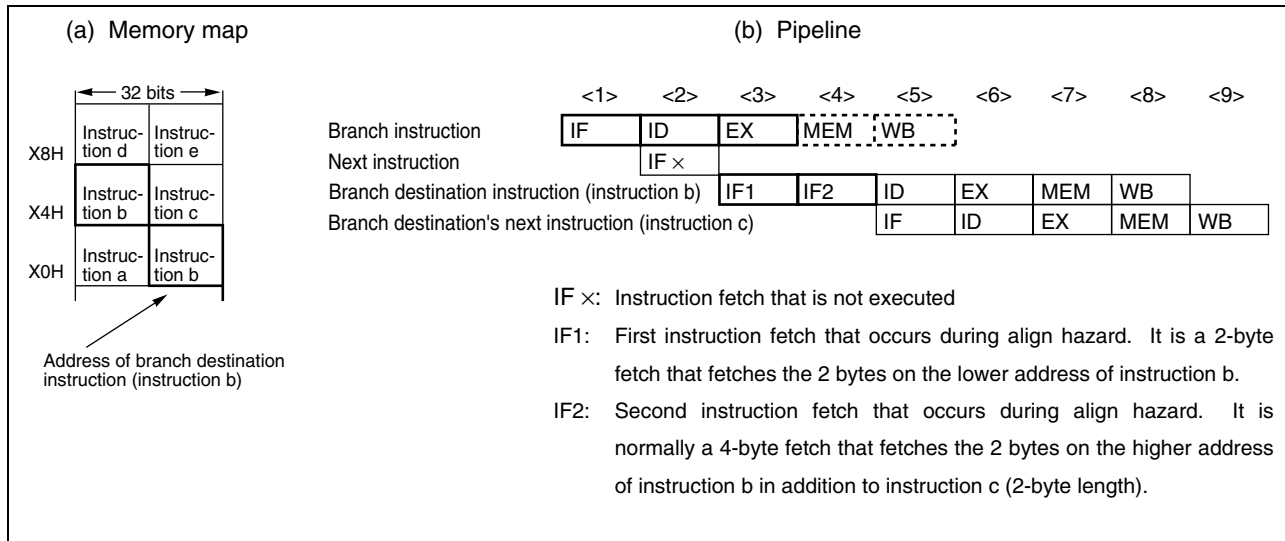 (a) Memory map
(b) Pipeline
32 bits
<1> <2> <3> <4> <5> <6> <7> <8> <9>
Instruc-
tion d
Instruc-
tion e
X8H
Instruc-
tion b
Instruc-
tion c
X4H
Instruc-
tion a
Instruc-
tion b
X0H
Address of branch destination
instruction (instruction b)
Branch instruction IF ID EX MEM WB
Next instruction IF ×
Branch destination instruction (instruction b) IF1 IF2 ID EX MEM WB
Branch destination's next instruction (instruction c) IF ID EX MEM WB
IF ×: Instruction fetch that is not executed
IF1: First instruction fetch that occurs during align hazard. It is a 2-byte
fetch that fetches the 2 bytes on the lower address of instruction b.
IF2: Second instruction fetch that occurs during align hazard. It is
normally a 4-byte fetch that fetches the 2 bytes on the higher address
of instruction b in addition to instruction c (2-byte length).